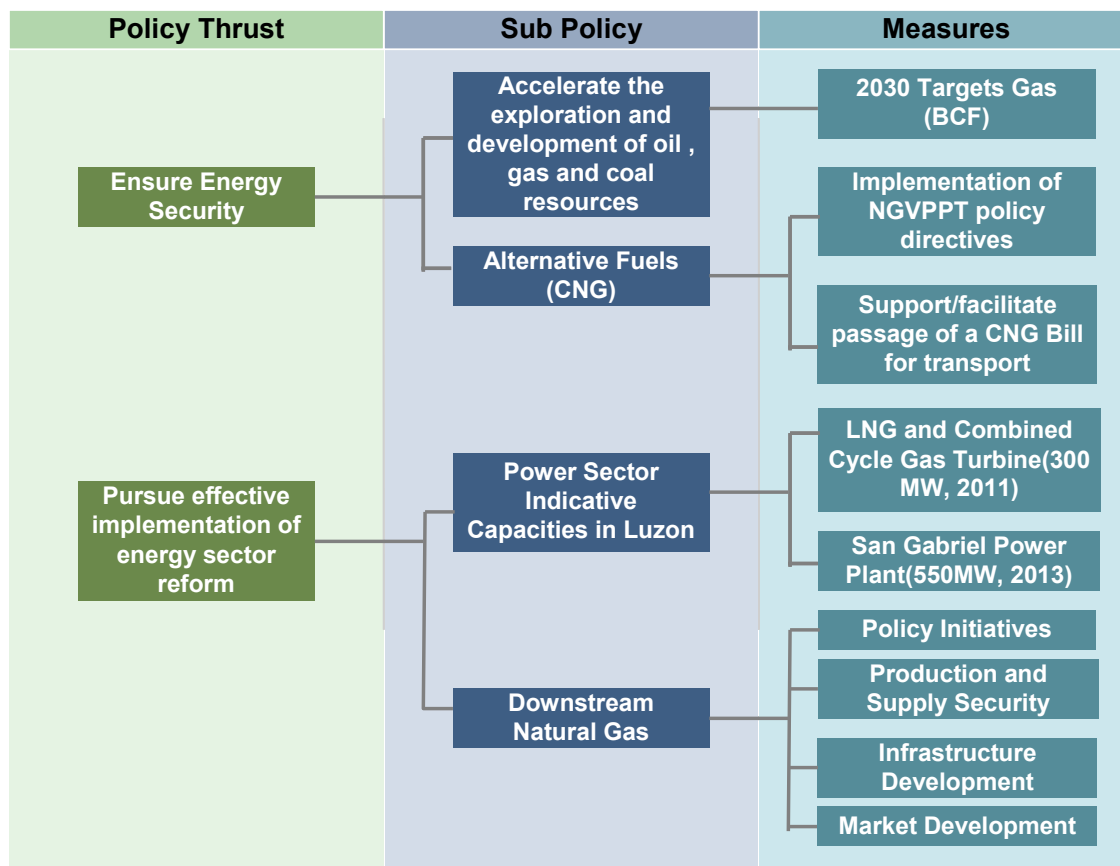 Policy Thrust
Sub Policy
Measures
Ensure Energy
Security
Accelerate the
exploration and
development of oil ,
gas and coal
resources
2030 Targets Gas
(BCF)
Alternative Fuels
(CNG)
Implementation of
NGVPPT policy
directives
Support/facilitate
passage of a CNG Bill
for transport
Pursue effective
implementation of
energy sector
reform
Power Sector
Indicative
Capacities in Luzon
LNG and Combined
Cycle Gas Turbine(300
MW, 2011)
San Gabriel Power
Plant(550MW, 2013)
Downstream
Natural Gas
Policy Initiatives
Production and
Supply Security
Infrastructure
Development
Market Development